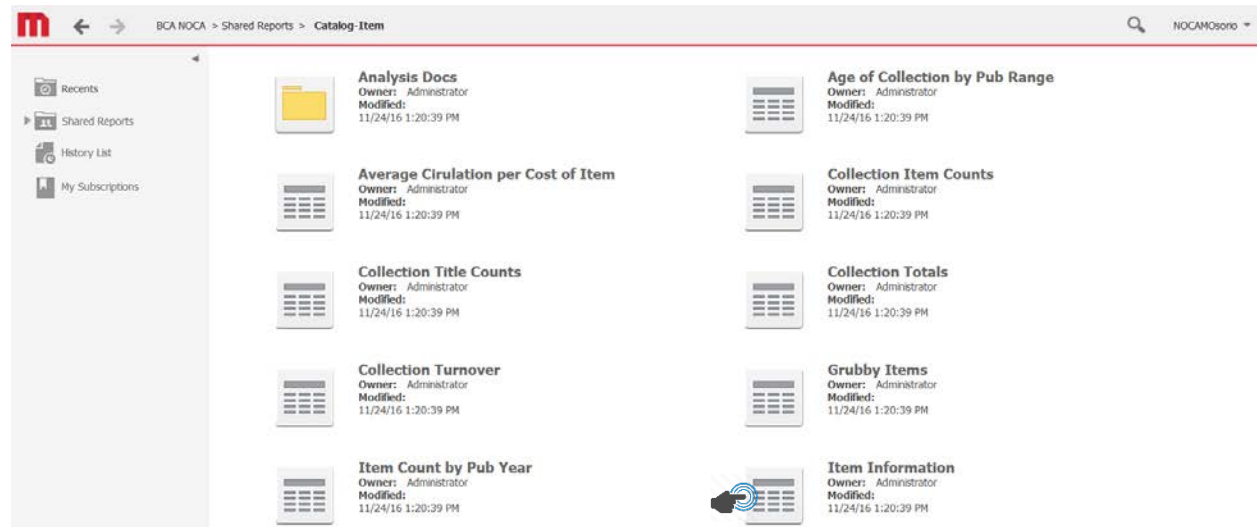 BCA NOCA > Shared Reports > Catalog-Item
NOCAMOsorio
Recents
Shared Reports
History List
My Subscriptions
Analysis Docs
Owner: Administrator
Modified:
11/24/16 1:20:39 PM
Age of Collection by Pub Range
Owner: Administrator
Modified:
11/24/16 1:20:39 PM
Average Cirulation per Cost of Item
Owner: Administrator
Modified:
11/24/16 1:20:39 PM
Collection Item Counts
Owner: Administrator
Modified:
11/24/16 1:20:39 PM
Collection Title Counts
Owner: Administrator
Modified:
11/24/16 1:20:39 PM
Collection Totals
Owner: Administrator
Modified:
11/24/16 1:20:39 PM
Collection Turnover
Owner: Administrator
Modified:
11/24/16 1:20:39 PM
Grubby Items
Owner: Administrator
Modified:
11/24/16 1:20:39 PM
Item Count by Pub Year
Owner: Administrator
Modified:
11/24/16 1:20:39 PM
Item Information
Owner: Administrator
Modified:
11/24/16 1:20:39 PM